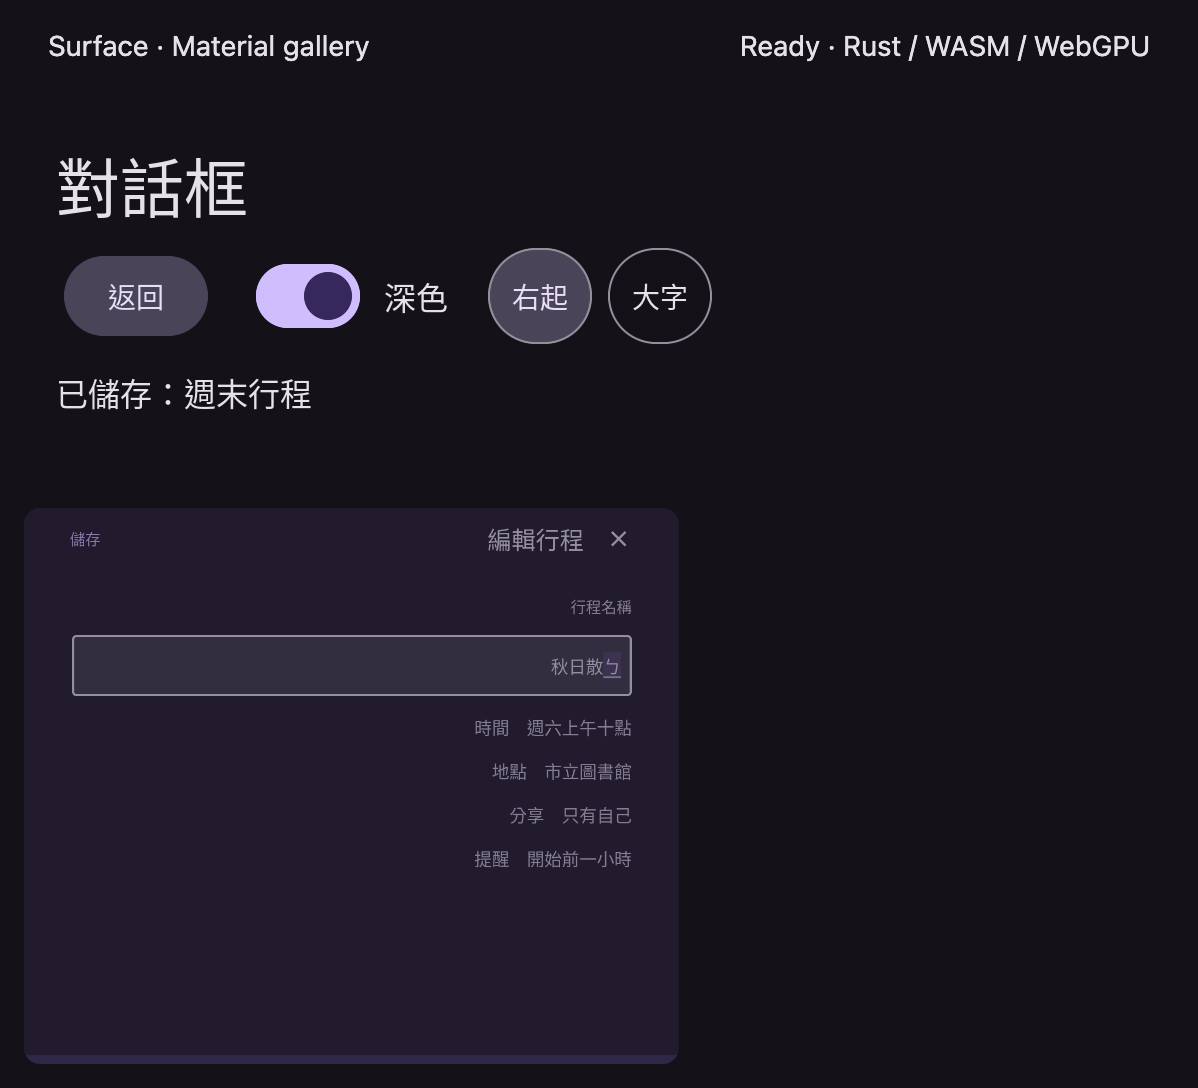 Surface · Material gallery
Ready · Rust / WASM / WebGPU
對話框
返回
深色
右起
大字
已儲存：週末行程
儲存
編輯行程
行程名稱
秋日散ㄅ
時間　週六上午十點
地點　市立圖書館
分享　只有自己
提醒　開始前一小時